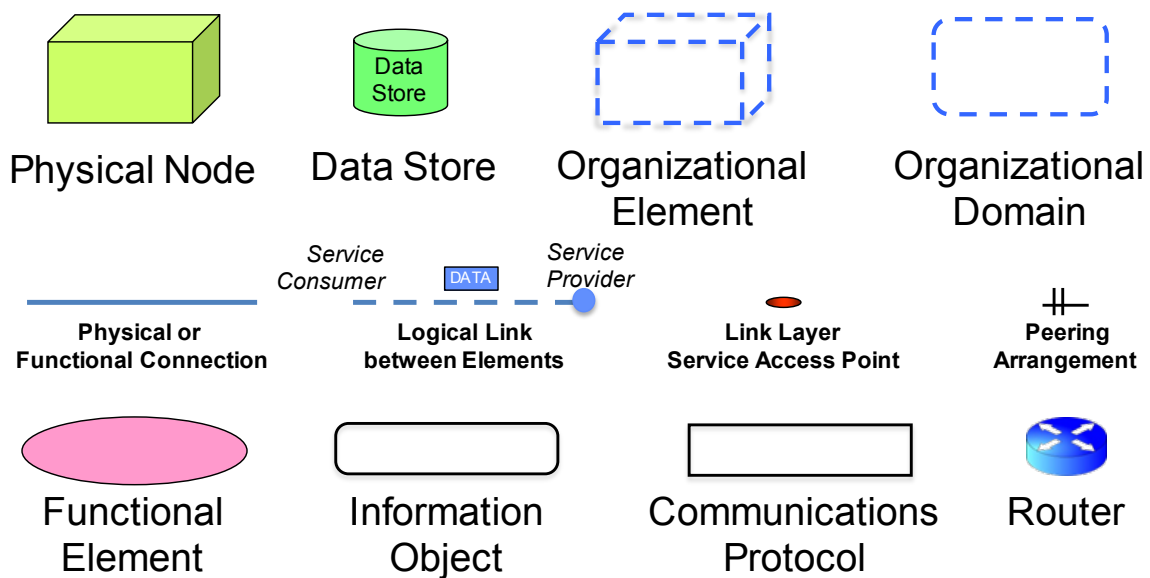 Data
Store
Physical Node
Data Store
Organizational
Element
Organizational
Domain
Service
Consumer
DATA
Service
Provider
Physical or
Functional Connection
Logical Link
between Elements
Link Layer
Service Access Point
Peering
Arrangement
Functional
Element
Information
Object
Communications
Protocol
Router